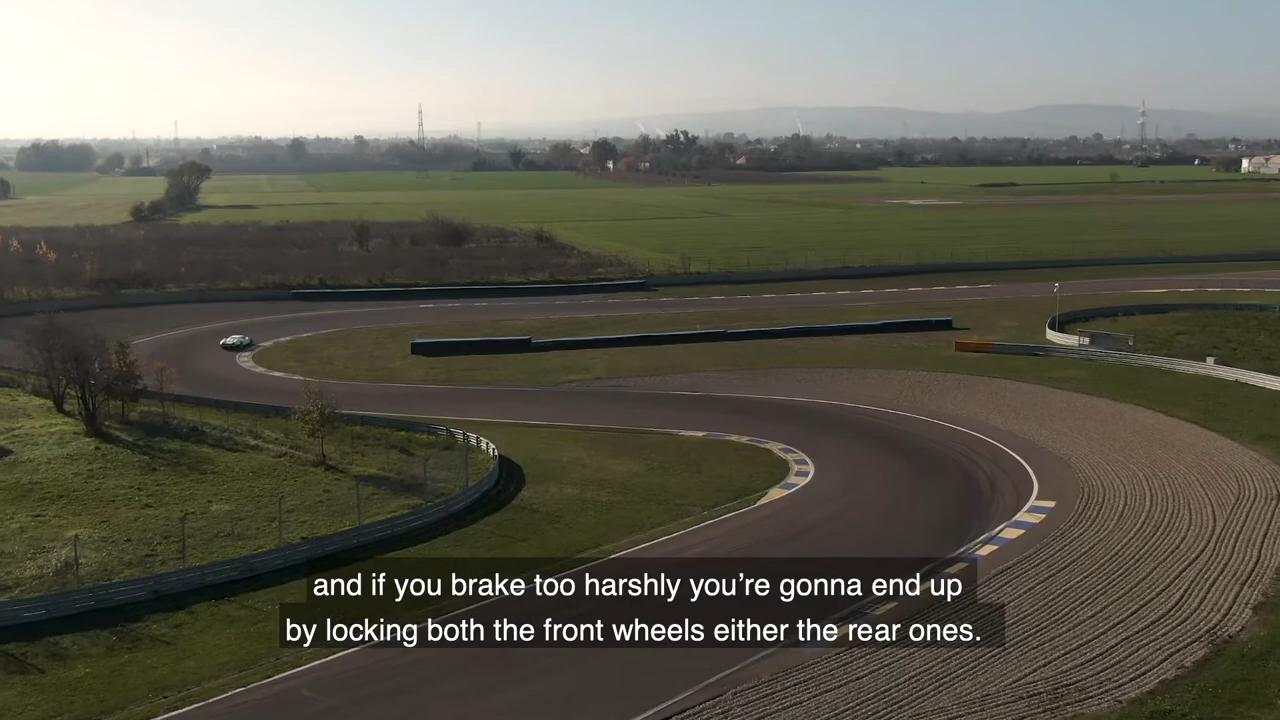 and if you brake too harshly you’re gonna end up
by locking both the front wheels either the rear ones.